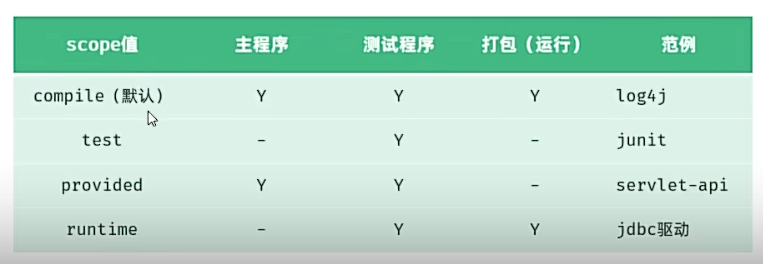 scope值 主程序 测试程序 打包（运行） 范例
compile（默认） Y Y Y log4j
test - Y - junit
provided Y Y - servlet-api
runtime - Y Y jdbc驱动